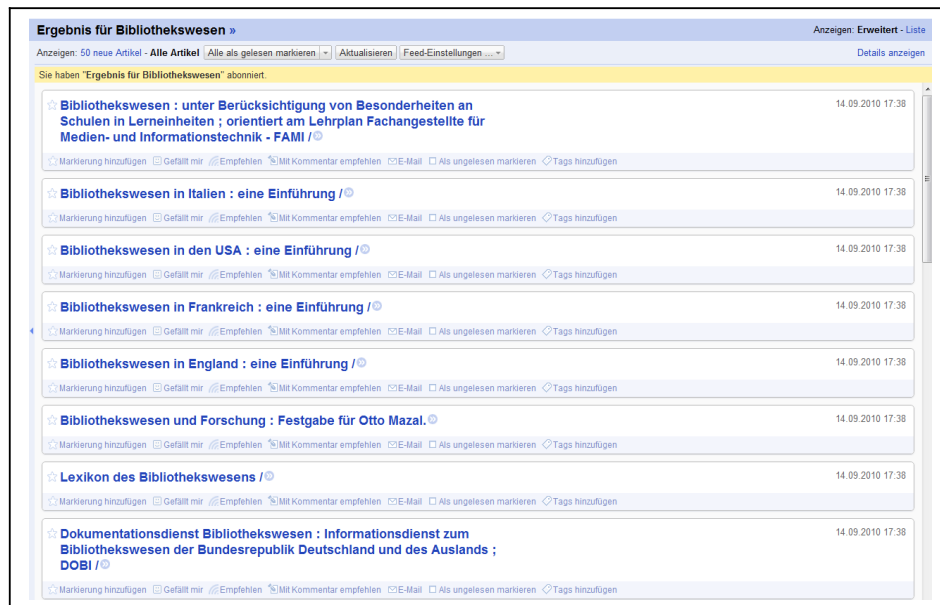 Ergebnis für Bibliothekswesen »
Anzeigen: Erweitert - Liste
Anzeigen: 50 neue Artikel - Alle Artikel Alle als gelesen markieren Aktualisieren Feed-Einstellungen ...
Details anzeigen
Sie haben "Ergebnis für Bibliothekswesen" abonniert.
Bibliothekswesen : unter Berücksichtigung von Besonderheiten an
14.09.2010 17:38
Schulen in Lerneinheiten ; orientiert am Lehrplan Fachangestellte für
Medien- und Informationstechnik - FAMI /
Markierung hinzufügen Gefällt mir Empfehlen Mit Kommentar empfehlen E-Mail Als ungelesen markieren Tags hinzufügen
Bibliothekswesen in Italien : eine Einführung /
14.09.2010 17:38
Markierung hinzufügen Gefällt mir Empfehlen Mit Kommentar empfehlen E-Mail Als ungelesen markieren Tags hinzufügen
Bibliothekswesen in den USA : eine Einführung /
14.09.2010 17:38
Markierung hinzufügen Gefällt mir Empfehlen Mit Kommentar empfehlen E-Mail Als ungelesen markieren Tags hinzufügen
Bibliothekswesen in Frankreich : eine Einführung /
14.09.2010 17:38
Markierung hinzufügen Gefällt mir Empfehlen Mit Kommentar empfehlen E-Mail Als ungelesen markieren Tags hinzufügen
Bibliothekswesen in England : eine Einführung /
14.09.2010 17:38
Markierung hinzufügen Gefällt mir Empfehlen Mit Kommentar empfehlen E-Mail Als ungelesen markieren Tags hinzufügen
Bibliothekswesen und Forschung : Festgabe für Otto Mazal.
14.09.2010 17:38
Markierung hinzufügen Gefällt mir Empfehlen Mit Kommentar empfehlen E-Mail Als ungelesen markieren Tags hinzufügen
Lexikon des Bibliothekswesens /
14.09.2010 17:38
Markierung hinzufügen Gefällt mir Empfehlen Mit Kommentar empfehlen E-Mail Als ungelesen markieren Tags hinzufügen
Dokumentationsdienst Bibliothekswesen : Informationsdienst zum
14.09.2010 17:38
Bibliothekswesen der Bundesrepublik Deutschland und des Auslands ;
DOBI /
Markierung hinzufügen Gefällt mir Empfehlen Mit Kommentar empfehlen E-Mail Als ungelesen markieren Tags hinzufügen